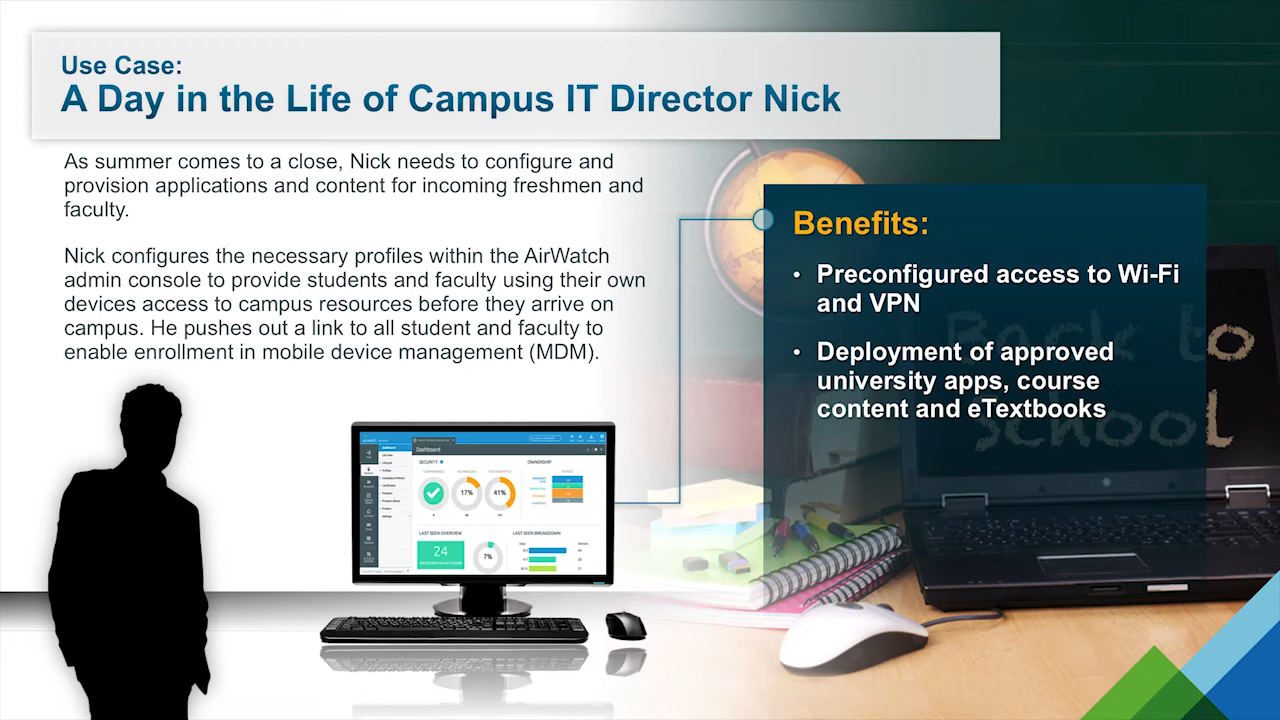 Use Case:
A Day in the Life of Campus IT Director Nick
As summer comes to a close, Nick needs to configure and
provision applications and content for incoming freshmen and
faculty.
Nick configures the necessary profiles within the AirWatch
admin console to provide students and faculty using their own
devices access to campus resources before they arrive on
campus. He pushes out a link to all student and faculty to
enable enrollment in mobile device management (MDM).
Benefits:
• Preconfigured access to Wi-Fi
and VPN
• Deployment of approved
university apps, course
content and eTextbooks
Back to
School
Dashboard
SECURITY
OWNERSHIP
17%
41%
LAST SEEN OVERVIEW
LAST SEEN BREAKDOWN
24
7%